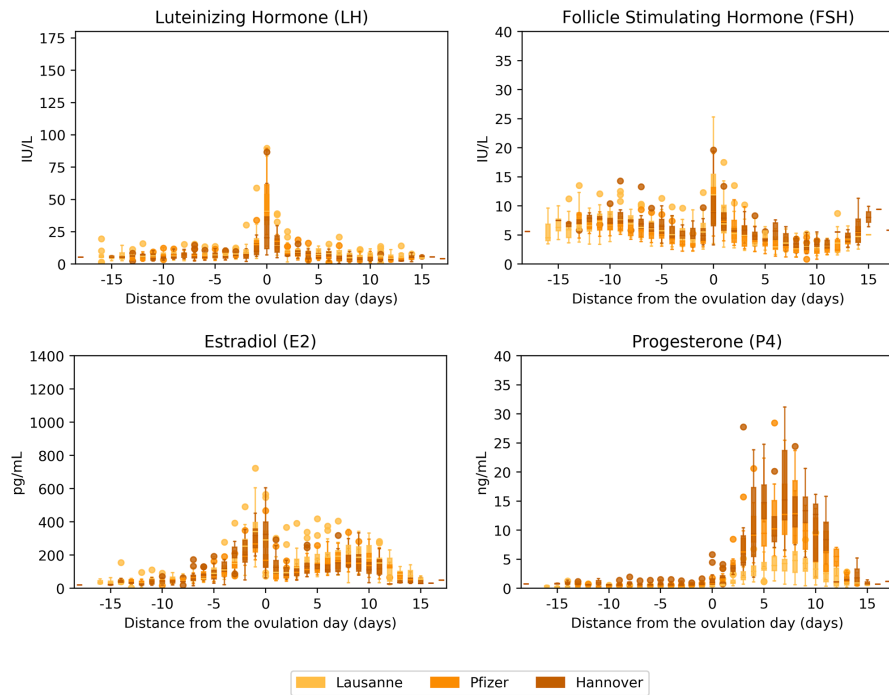 Luteinizing Hormone (LH)
175
150
125
100
75
50
25
0
IU/L
-15 -10 -5 0 5 10 15
Distance from the ovulation day (days)
Follicle Stimulating Hormone (FSH)
40
35
30
25
20
15
10
5
0
IU/L
-15 -10 -5 0 5 10 15
Distance from the ovulation day (days)
Estradiol (E2)
1400
1200
1000
800
600
400
200
0
pg/mL
-15 -10 -5 0 5 10 15
Distance from the ovulation day (days)
Progesterone (P4)
40
35
30
25
20
15
10
5
0
ng/mL
-15 -10 -5 0 5 10 15
Distance from the ovulation day (days)
Lausanne Pfizer Hannover